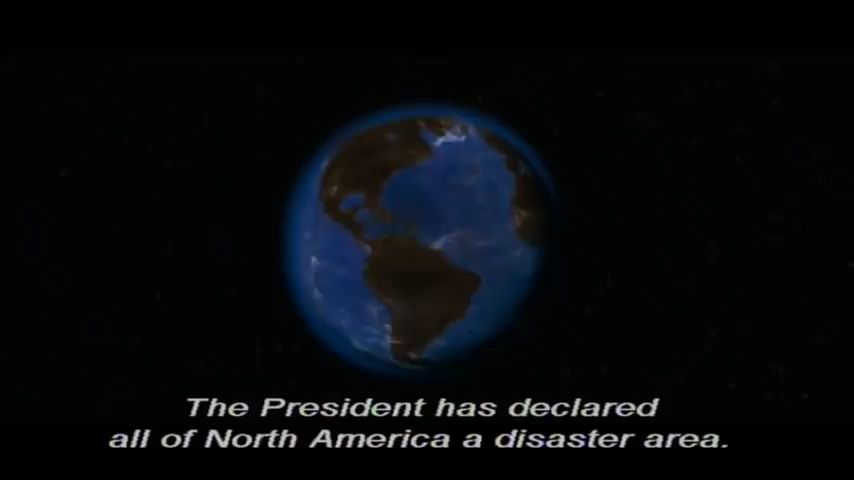 The President has declared
all of North America a disaster area.